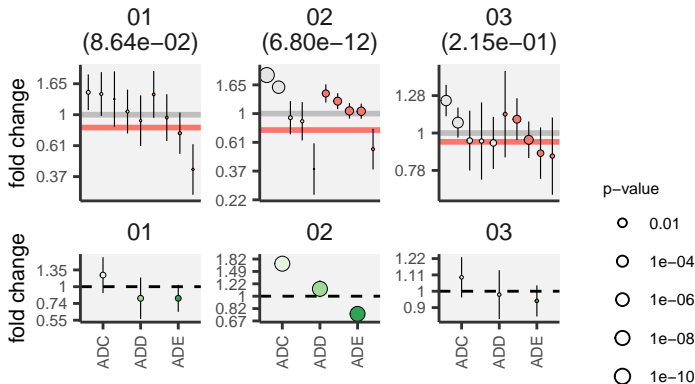 01
(8.64e−02)
02
(6.80e−12)
03
(2.15e−01)
fold change
1.65
1
0.61
0.37
1.65
1
0.61
0.37
0.22
1.28
1
0.78
01
02
03
fold change
1.35
1
0.74
0.55
1.82
1.49
1.22
1
0.82
0.67
1.22
1.11
1
0.9
ADC
ADD
ADE
ADC
ADD
ADE
ADC
ADD
ADE
p−value
0.01
1e−04
1e−06
1e−08
1e−10